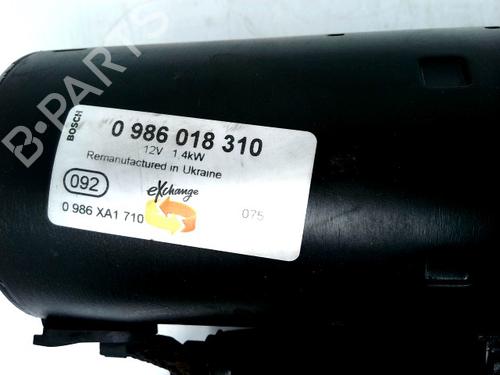 B-PARTS
BOSCH
0 986 018 310
12V 1,4kW
Remanufactured in Ukraine
092
eXchange
0 986 XA1 710
075